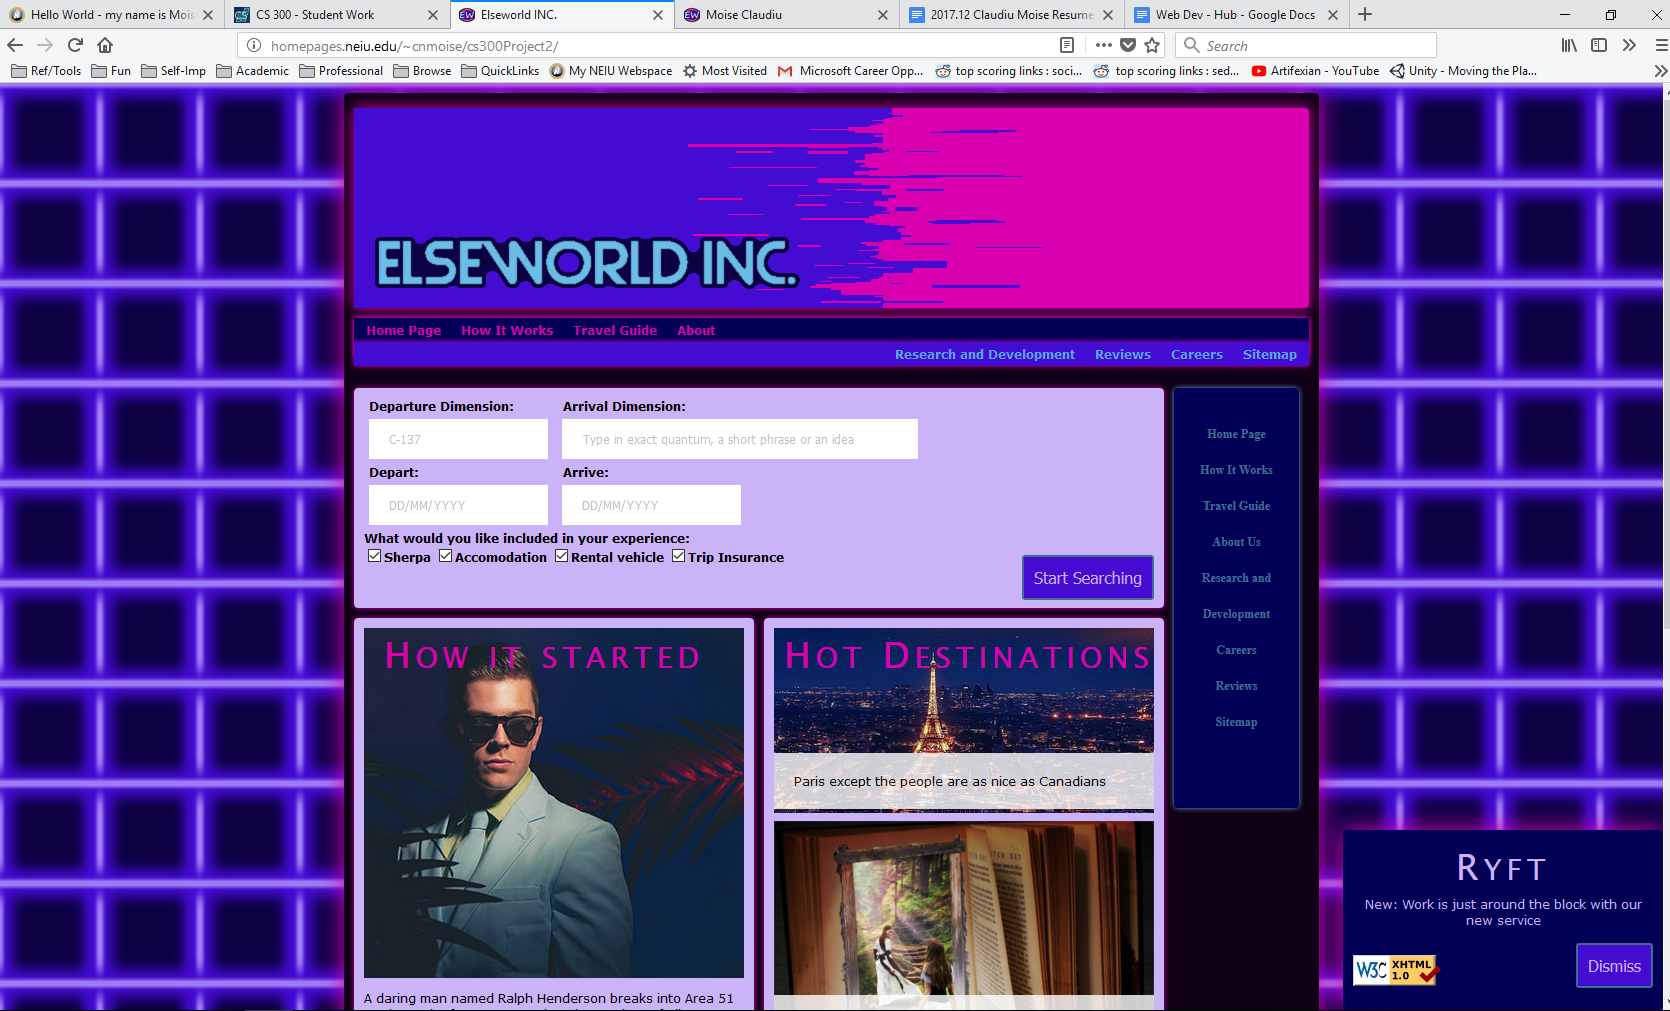 Hello World - my name is Mois
CS 300 - Student Work
Elseworld INC.
Moise Claudiu
2017.12 Claudiu Moise Resume
Web Dev - Hub - Google Docs
homepages.neiu.edu/~cnmoise/cs300Project2/
Search
Ref/Tools
Fun
Self-Imp
Academic
Professional
Browse
QuickLinks
My NEIU Webspace
Most Visited
Microsoft Career Opp...
top scoring links : soci...
top scoring links : sed...
Artifexian - YouTube
Unity - Moving the Pla...
ELSEWORLD INC.
Home Page How It Works Travel Guide About
Research and Development Reviews Careers Sitemap
Departure Dimension: Arrival Dimension:
C-137 Type in exact quantum, a short phrase or an idea
Depart: Arrive:
DD/MM/YYYY DD/MM/YYYY
What would you like included in your experience:
Sherpa Accomodation Rental vehicle Trip Insurance
Start Searching
Home Page
How It Works
Travel Guide
About Us
Research and
Development
Careers
Reviews
Sitemap
How it started
Hot Destinations
Paris except the people are as nice as Canadians
A daring man named Ralph Henderson breaks into Area 51
Ryft
New: Work is just around the block with our
new service
W3C XHTML
1.0
Dismiss